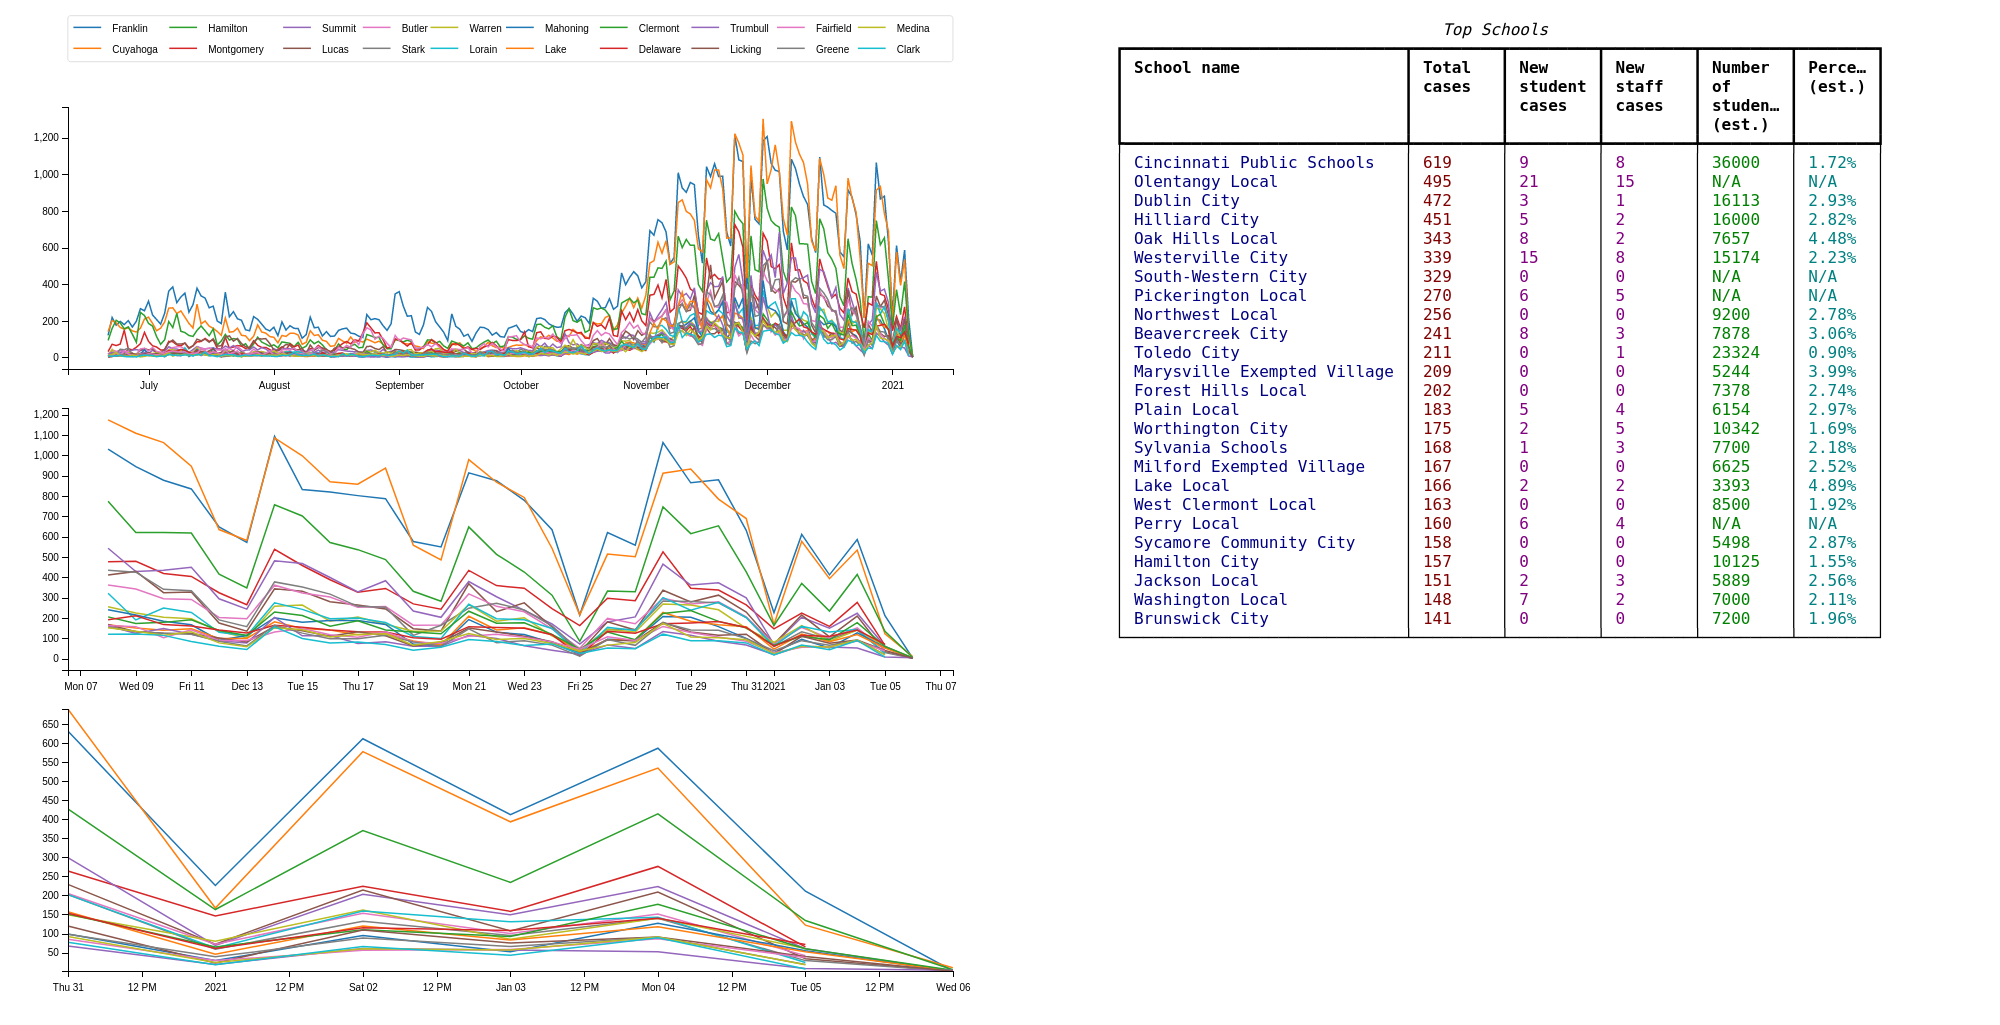 Franklin Hamilton Summit Butler Warren Mahoning Clermont Trumbull Fairfield Medina
Cuyahoga Montgomery Lucas Stark Lorain Lake Delaware Licking Greene Clark
1,200
1,000
800
600
400
200
0
July August September October November December 2021
1,200
1,100
1,000
900
800
700
600
500
400
300
200
100
0
Mon 07 Wed 09 Fri 11 Dec 13 Tue 15 Thu 17 Sat 19 Mon 21 Wed 23 Fri 25 Dec 27 Tue 29 Thu 31 2021 Jan 03 Tue 05 Thu 07
650
600
550
500
450
400
350
300
250
200
150
100
50
Thu 31 12 PM 2021 12 PM Sat 02 12 PM Jan 03 12 PM Mon 04 12 PM Tue 05 12 PM Wed 06
Top Schools
School name Total New New Number Perce…
cases student staff of (est.)
cases cases studen…
(est.)
Cincinnati Public Schools 619 9 8 36000 1.72%
Olentangy Local 495 21 15 N/A N/A
Dublin City 472 3 1 16113 2.93%
Hilliard City 451 5 2 16000 2.82%
Oak Hills Local 343 8 2 7657 4.48%
Westerville City 339 15 8 15174 2.23%
South-Western City 329 0 0 N/A N/A
Pickerington Local 270 6 5 N/A N/A
Northwest Local 256 0 0 9200 2.78%
Beavercreek City 241 8 3 7878 3.06%
Toledo City 211 0 1 23324 0.90%
Marysville Exempted Village 209 0 0 5244 3.99%
Forest Hills Local 202 0 0 7378 2.74%
Plain Local 183 5 4 6154 2.97%
Worthington City 175 2 5 10342 1.69%
Sylvania Schools 168 1 3 7700 2.18%
Milford Exempted Village 167 0 0 6625 2.52%
Lake Local 166 2 2 3393 4.89%
West Clermont Local 163 0 0 8500 1.92%
Perry Local 160 6 4 N/A N/A
Sycamore Community City 158 0 0 5498 2.87%
Hamilton City 157 0 0 10125 1.55%
Jackson Local 151 2 3 5889 2.56%
Washington Local 148 7 2 7000 2.11%
Brunswick City 141 0 0 7200 1.96%